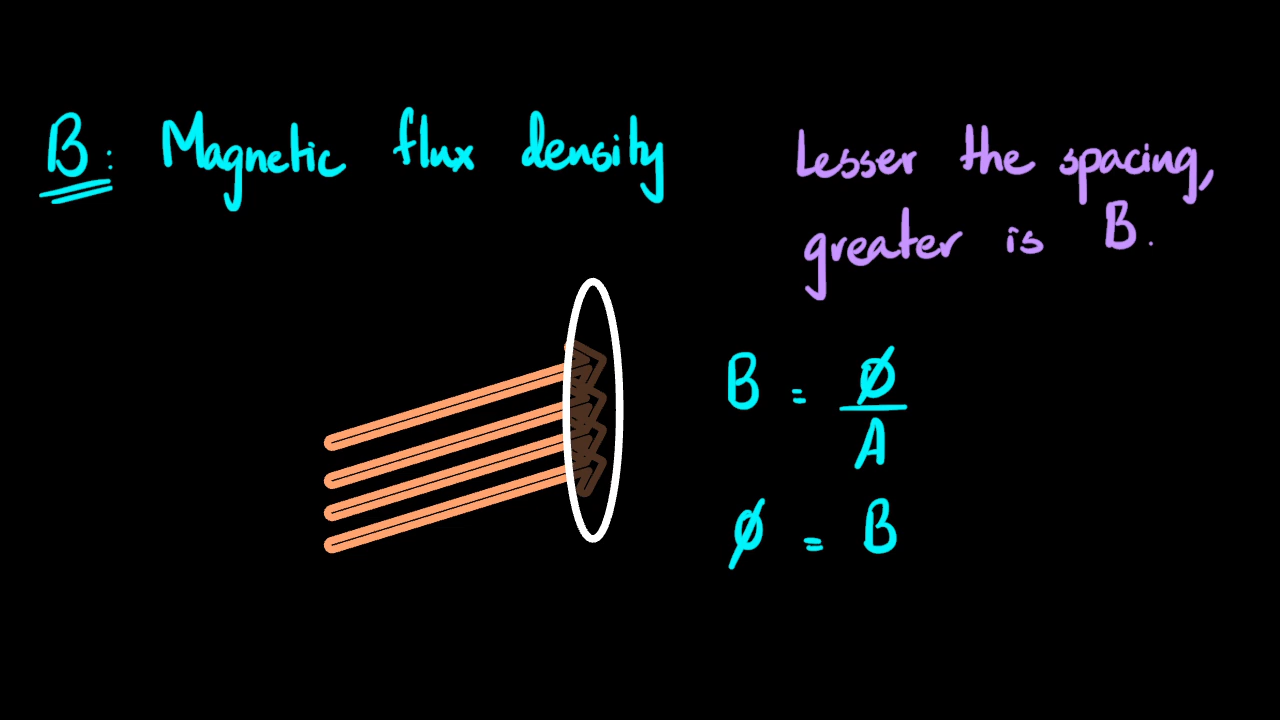 B: Magnetic flux density
Lesser the spacing,
greater is B.
B = ϕ/A
ϕ = B